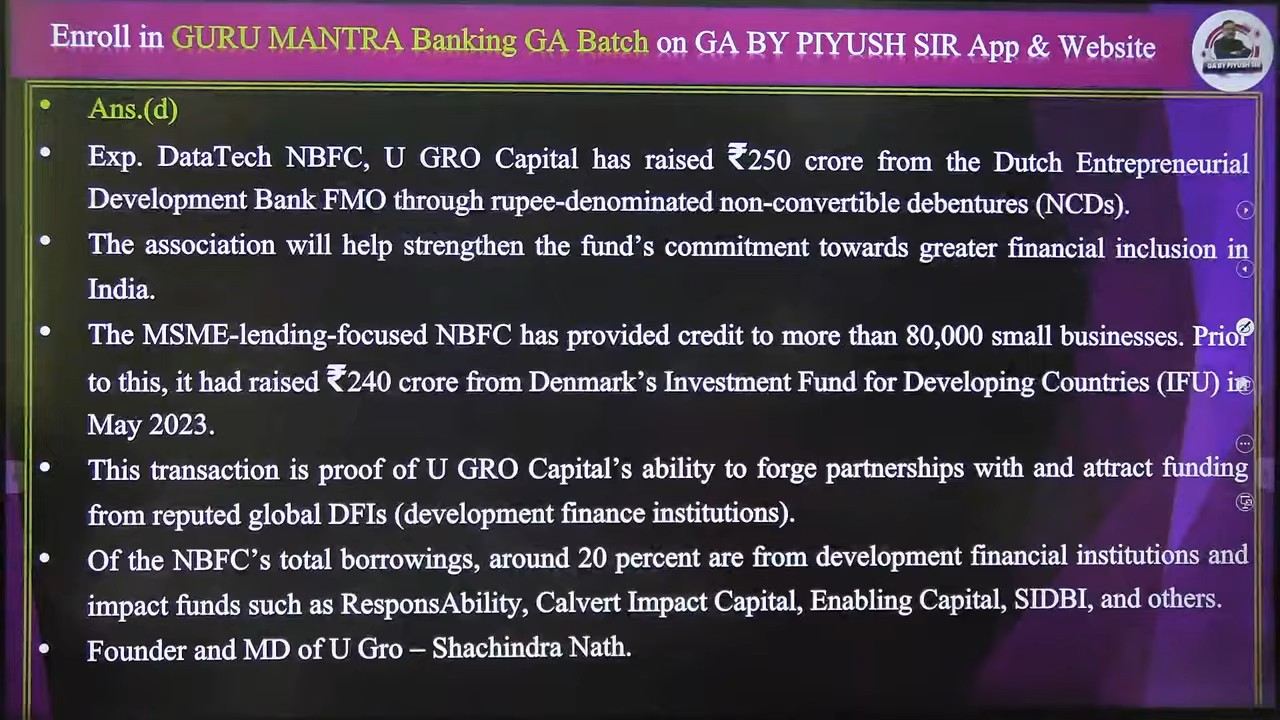 Enroll in GURU MANTRA Banking GA Batch on GA BY PIYUSH SIR App & Website
GA BY PIYUSH SIR
• Ans.(d)
• Exp. DataTech NBFC, U GRO Capital has raised ₹250 crore from the Dutch Entrepreneurial
Development Bank FMO through rupee-denominated non-convertible debentures (NCDs).
• The association will help strengthen the fund's commitment towards greater financial inclusion in
India.
• The MSME-lending-focused NBFC has provided credit to more than 80,000 small businesses. Prior
to this, it had raised ₹240 crore from Denmark's Investment Fund for Developing Countries (IFU) in
May 2023.
• This transaction is proof of U GRO Capital's ability to forge partnerships with and attract funding
from reputed global DFIs (development finance institutions).
• Of the NBFC's total borrowings, around 20 percent are from development financial institutions and
impact funds such as ResponsAbility, Calvert Impact Capital, Enabling Capital, SIDBI, and others.
• Founder and MD of U Gro – Shachindra Nath.